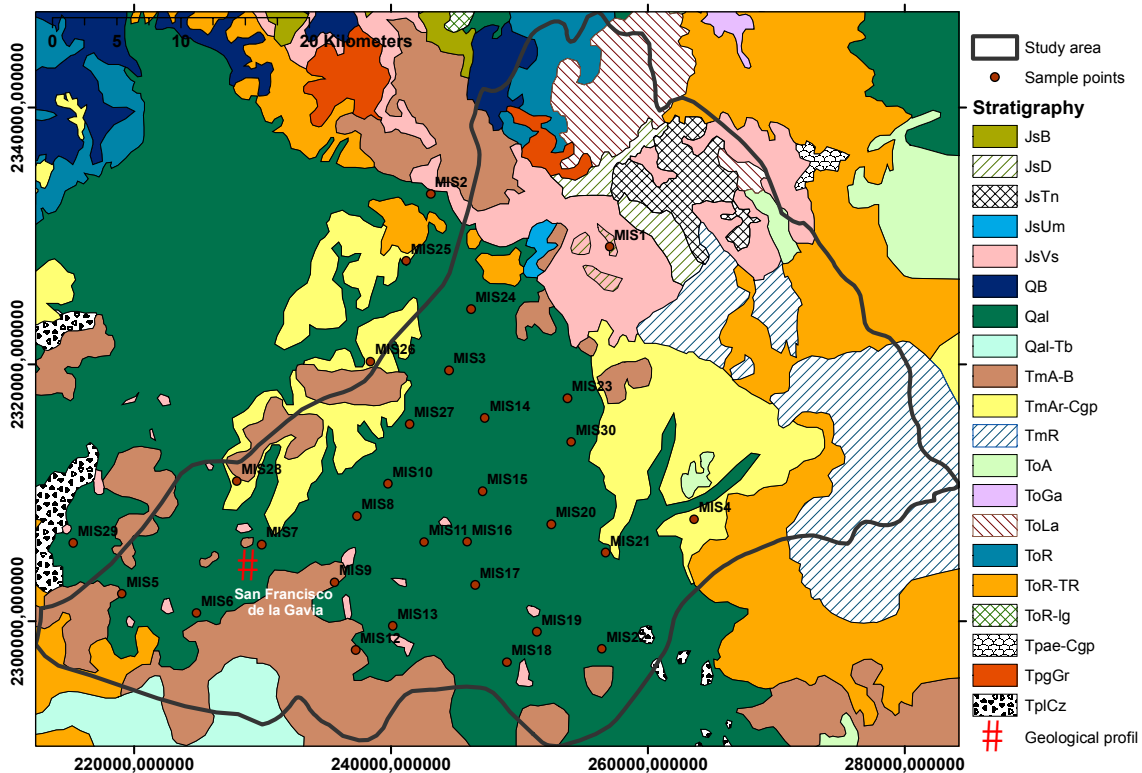 0 5 10 20 Kilometers
2340000,000000
2320000,000000
2300000,000000
MIS2
MIS1
MIS25
MIS24
MIS26
MIS3
MIS23
MIS27
MIS14
MIS30
MIS28
MIS10
MIS15
MIS8
MIS20
MIS4
MIS29
MIS7
MIS11
MIS16
MIS21
MIS5
MIS9
MIS17
San Francisco
de la Gavia
MIS6
MIS13
MIS19
MIS12
MIS22
MIS18
220000,000000
240000,000000
260000,000000
280000,000000
Study area
Sample points
Stratigraphy
JsB
JsD
JsTn
JsUm
JsVs
QB
Qal
Qal-Tb
TmA-B
TmAr-Cgp
TmR
ToA
ToGa
ToLa
ToR
ToR-TR
ToR-Ig
Tpae-Cgp
TpgGr
TplCz
Geological profil